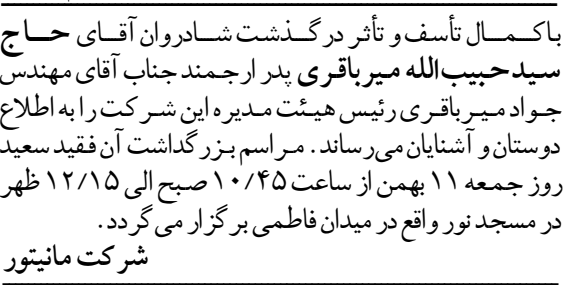 با کمال تأسف و تأثر درگذشت شادروان آقای حاج
سیدحبیب‌الله میرباقری پدر ارجمند جناب آقای مهندس
جواد میرباقری رئیس هیئت مدیره این شرکت را به اطلاع
دوستان و آشنایان می‌رساند. مراسم بزرگداشت آن فقید سعید
روز جمعه ۱۱ بهمن از ساعت ۱۰/۴۵ صبح الی ۱۲/۱۵ ظهر
در مسجد نور واقع در میدان فاطمی برگزار می‌گردد.
شرکت مانیتور